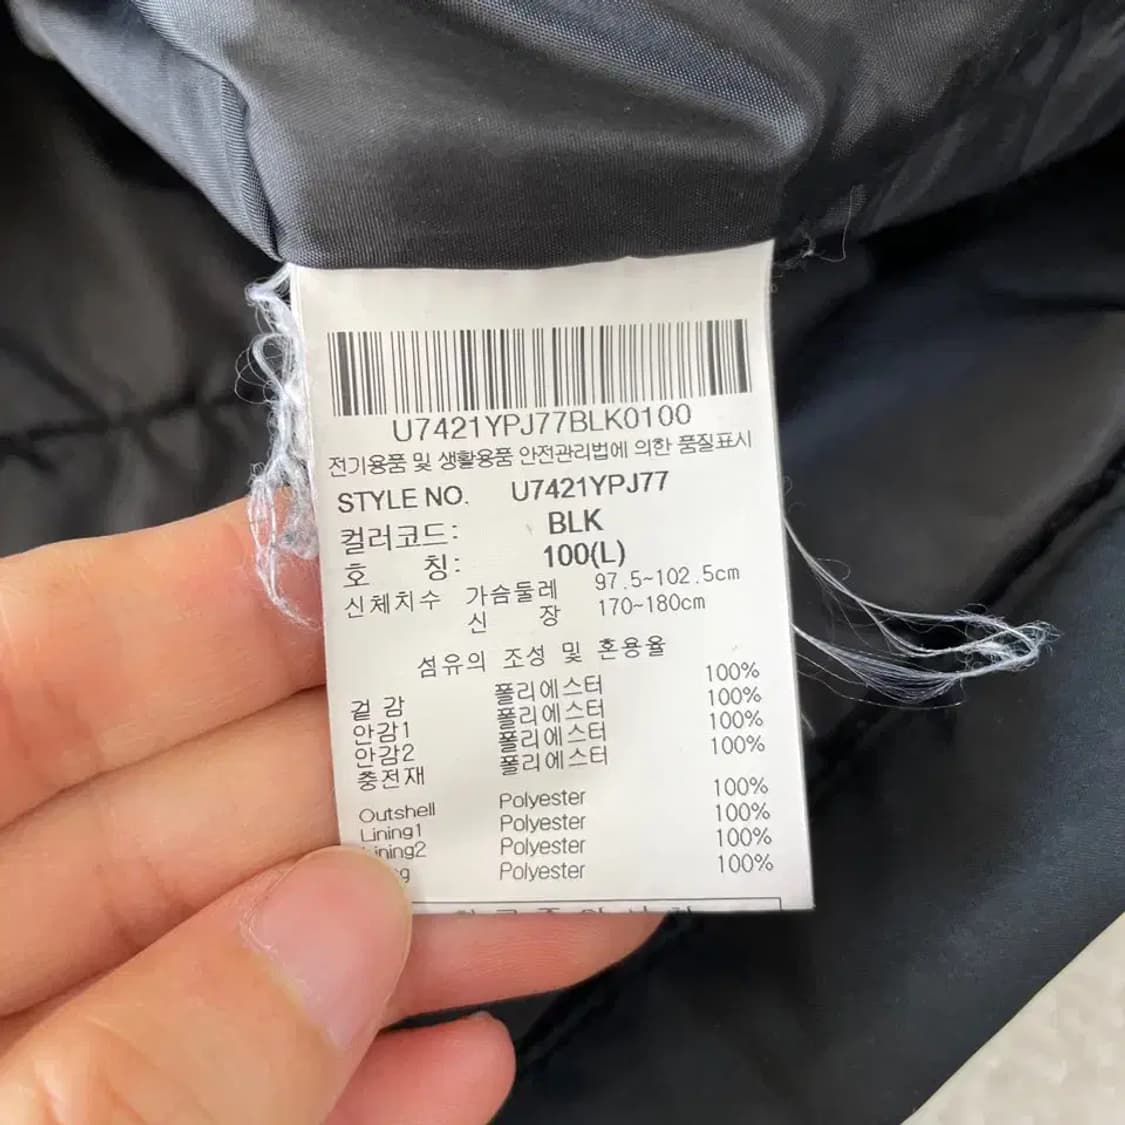 U7421YPJ77BLK0100
전기용품 및 생활용품 안전관리법에 의한 품질표시
STYLE NO. U7421YPJ77
컬러코드: BLK
호 칭: 100(L)
신체치수 가슴둘레 97.5~102.5cm
신 장 170~180cm
섬유의 조성 및 혼용율
겉 감 폴리에스터 100%
안감1 폴리에스터 100%
안감2 폴리에스터 100%
충전재 폴리에스터 100%
Outshell Polyester 100%
Lining1 Polyester 100%
ining2 Polyester 100%
g Polyester 100%